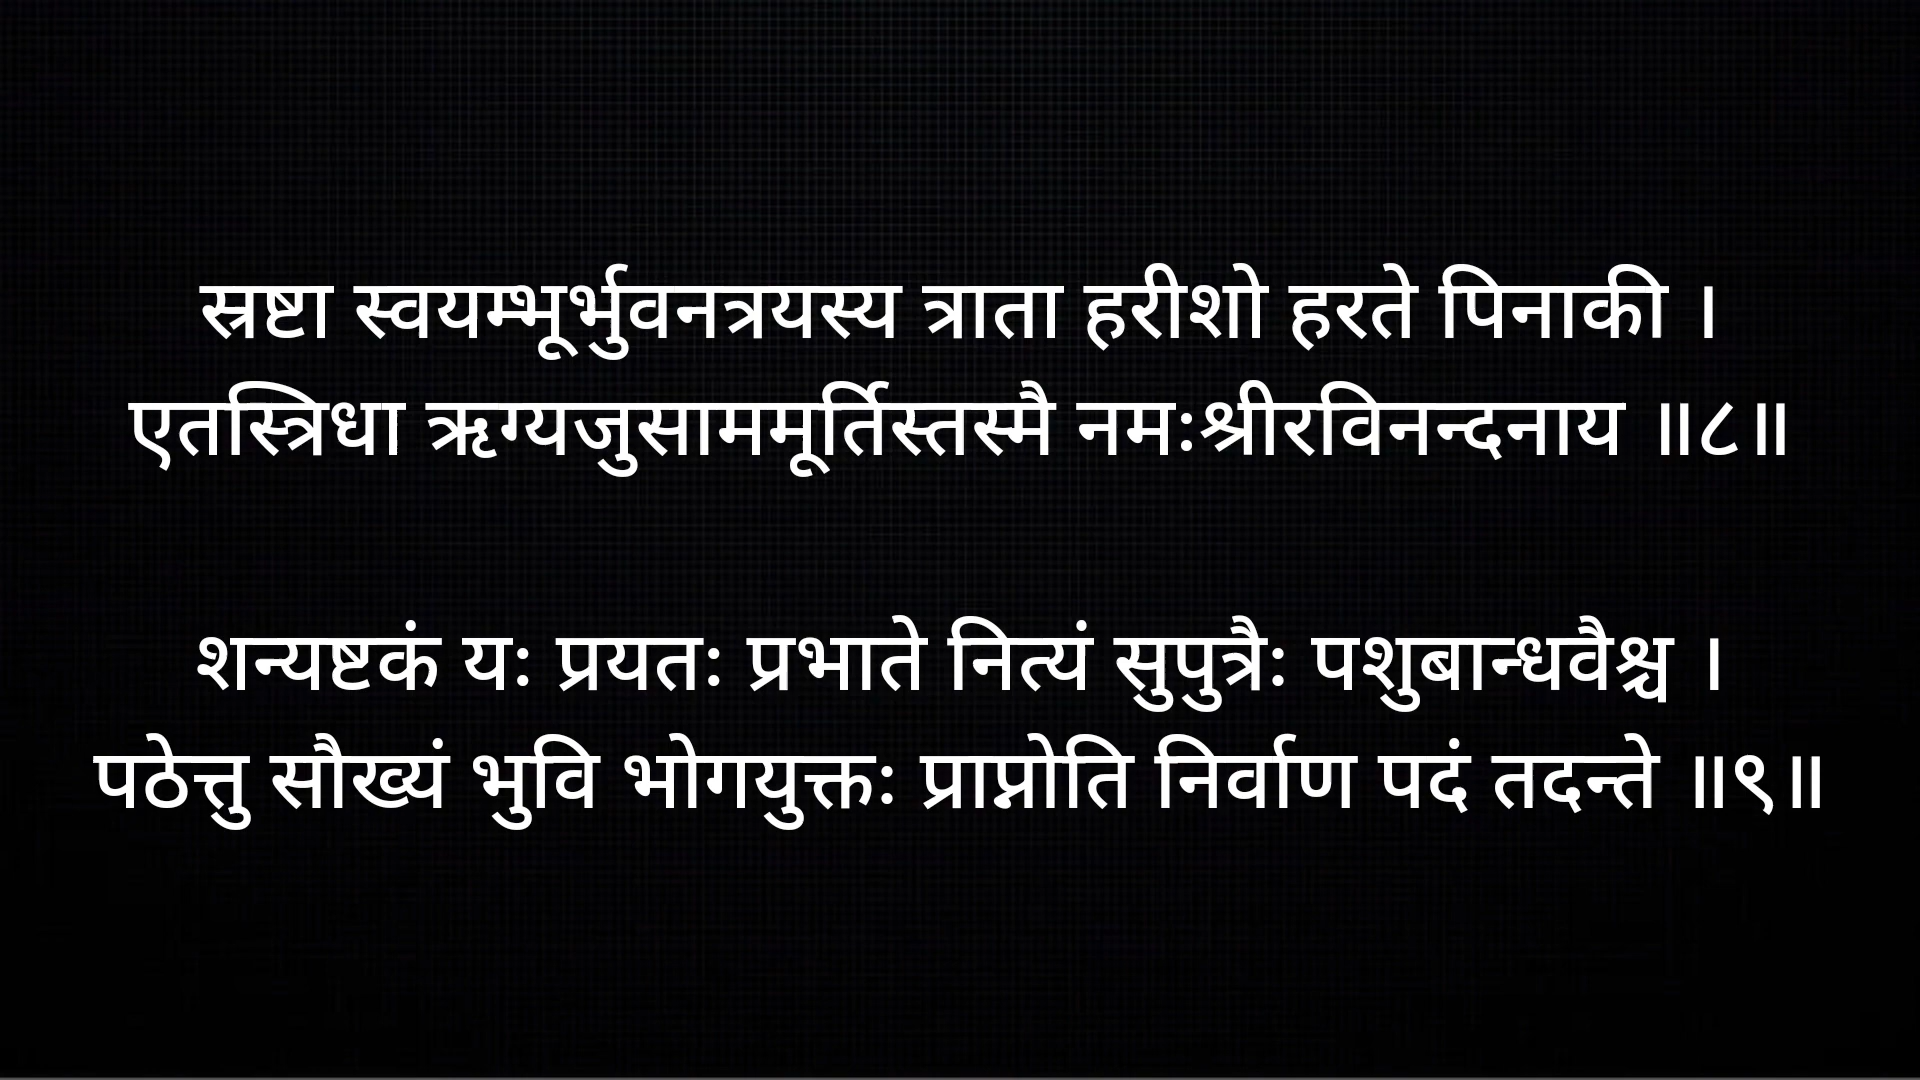 स्रष्टा स्वयम्भूर्भुवनत्रयस्य त्राता हरीशो हरते पिनाकी ।
एतस्त्रिधा ऋग्यजुसाममूर्तिस्तस्मै नमःश्रीरविनन्दनाय ॥८॥
शन्यष्टकं यः प्रयतः प्रभाते नित्यं सुपुत्रैः पशुबान्धवैश्च ।
पठेत्तु सौख्यं भुवि भोगयुक्तः प्राप्नोति निर्वाण पदं तदन्ते ॥९॥